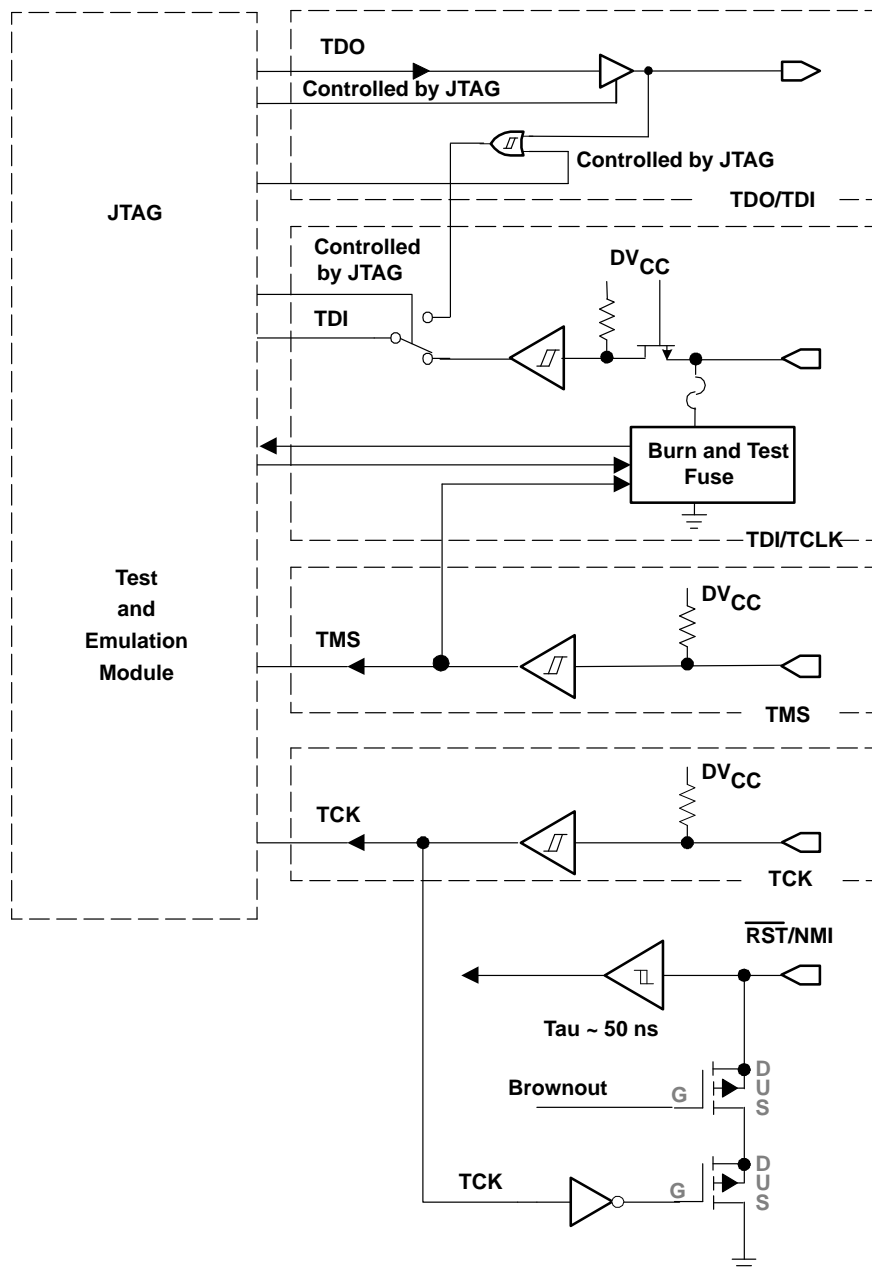 TDO
Controlled by JTAG
Controlled by JTAG
TDO/TDI
JTAG
Controlled
by JTAG
TDI
DVCC
Burn and Test
Fuse
TDI/TCLK
Test
and
Emulation
Module
TMS
DVCC
TMS
TCK
DVCC
TCK
RST/NMI
Tau ~ 50 ns
Brownout
G
D
U
S
TCK
G
D
U
S